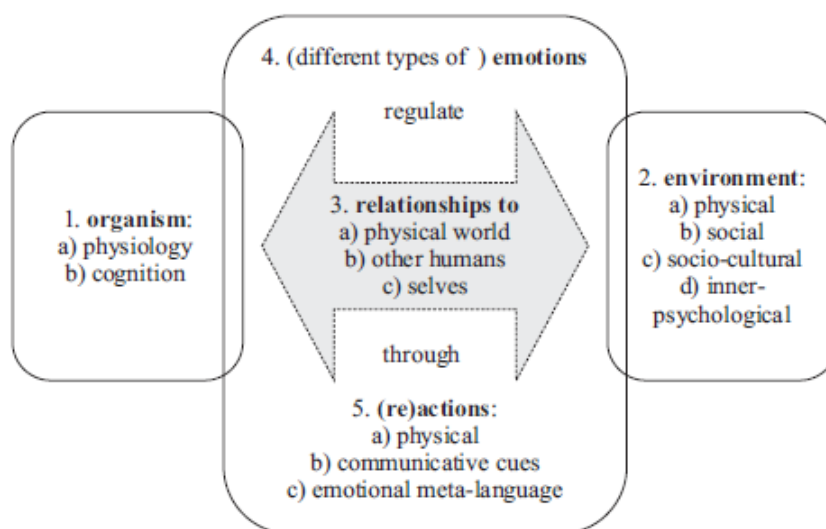 4. (different types of ) emotions
regulate
1. organism:
a) physiology
b) cognition
3. relationships to
a) physical world
b) other humans
c) selves
2. environment:
a) physical
b) social
c) socio-cultural
d) inner-
psychological
through
5. (re)actions:
a) physical
b) communicative cues
c) emotional meta-language